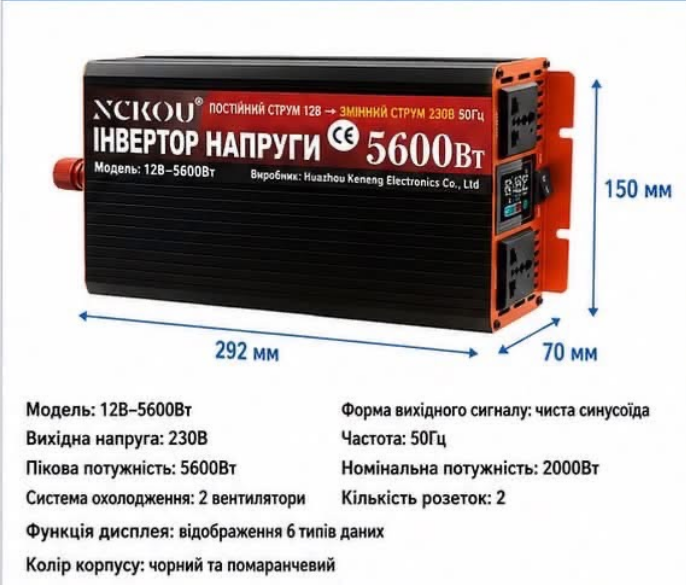 NCKOU® ПОСТІЙНИЙ СТРУМ 12В → ЗМІННИЙ СТРУМ 230В 50Гц
ІНВЕРТОР НАПРУГИ CE 5600Вт
Модель: 12В–5600Вт Виробник: Huazhou Keneng Electronics Co., Ltd
150 мм
292 мм
70 мм
Модель: 12В–5600Вт
Вихідна напруга: 230В
Пікова потужність: 5600Вт
Система охолодження: 2 вентилятори
Форма вихідного сигналу: чиста синусоїда
Частота: 50Гц
Номінальна потужність: 2000Вт
Кількість розеток: 2
Функція дисплея: відображення 6 типів даних
Колір корпусу: чорний та помаранчевий